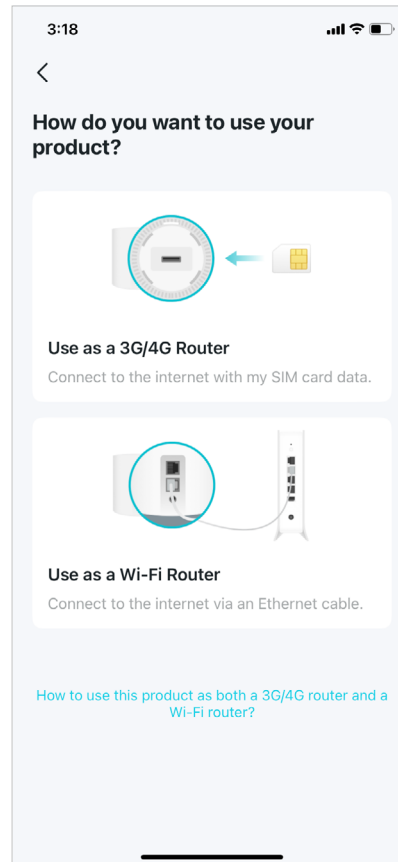 3:18
How do you want to use your
product?
Use as a 3G/4G Router
Connect to the internet with my SIM card data.
Use as a Wi-Fi Router
Connect to the internet via an Ethernet cable.
How to use this product as both a 3G/4G router and a
Wi-Fi router?